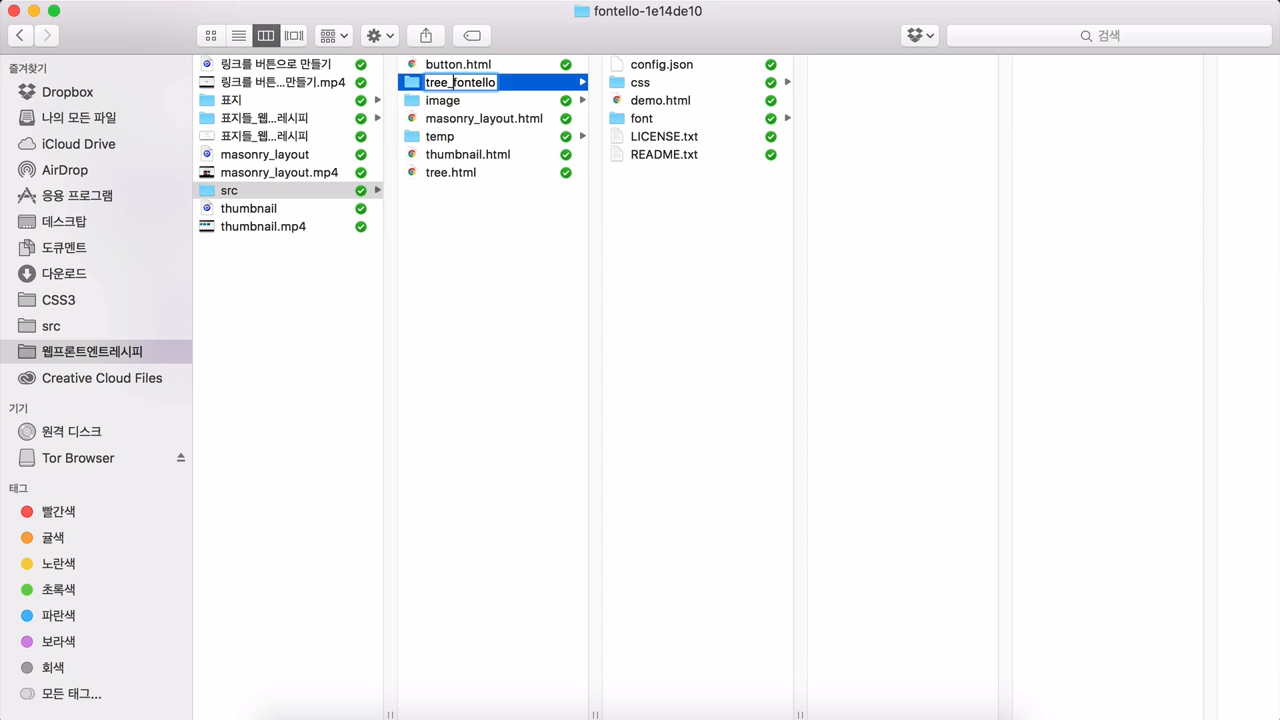 fontello-1e14de10
검색
즐겨찾기
Dropbox
나의 모든 파일
iCloud Drive
AirDrop
응용 프로그램
데스크탑
도큐멘트
다운로드
CSS3
src
웹프론트엔트레시피
Creative Cloud Files
기기
원격 디스크
Tor Browser
태그
빨간색
귤색
노란색
초록색
파란색
보라색
회색
모든 태그...
링크를 버튼으로 만들기
링크를 버튼...만들기.mp4
표지
표지들_웹...레시피
표지들_웹...레시피
masonry_layout
masonry_layout.mp4
src
thumbnail
thumbnail.mp4
button.html
tree_fontello
image
masonry_layout.html
temp
thumbnail.html
tree.html
config.json
css
demo.html
font
LICENSE.txt
README.txt